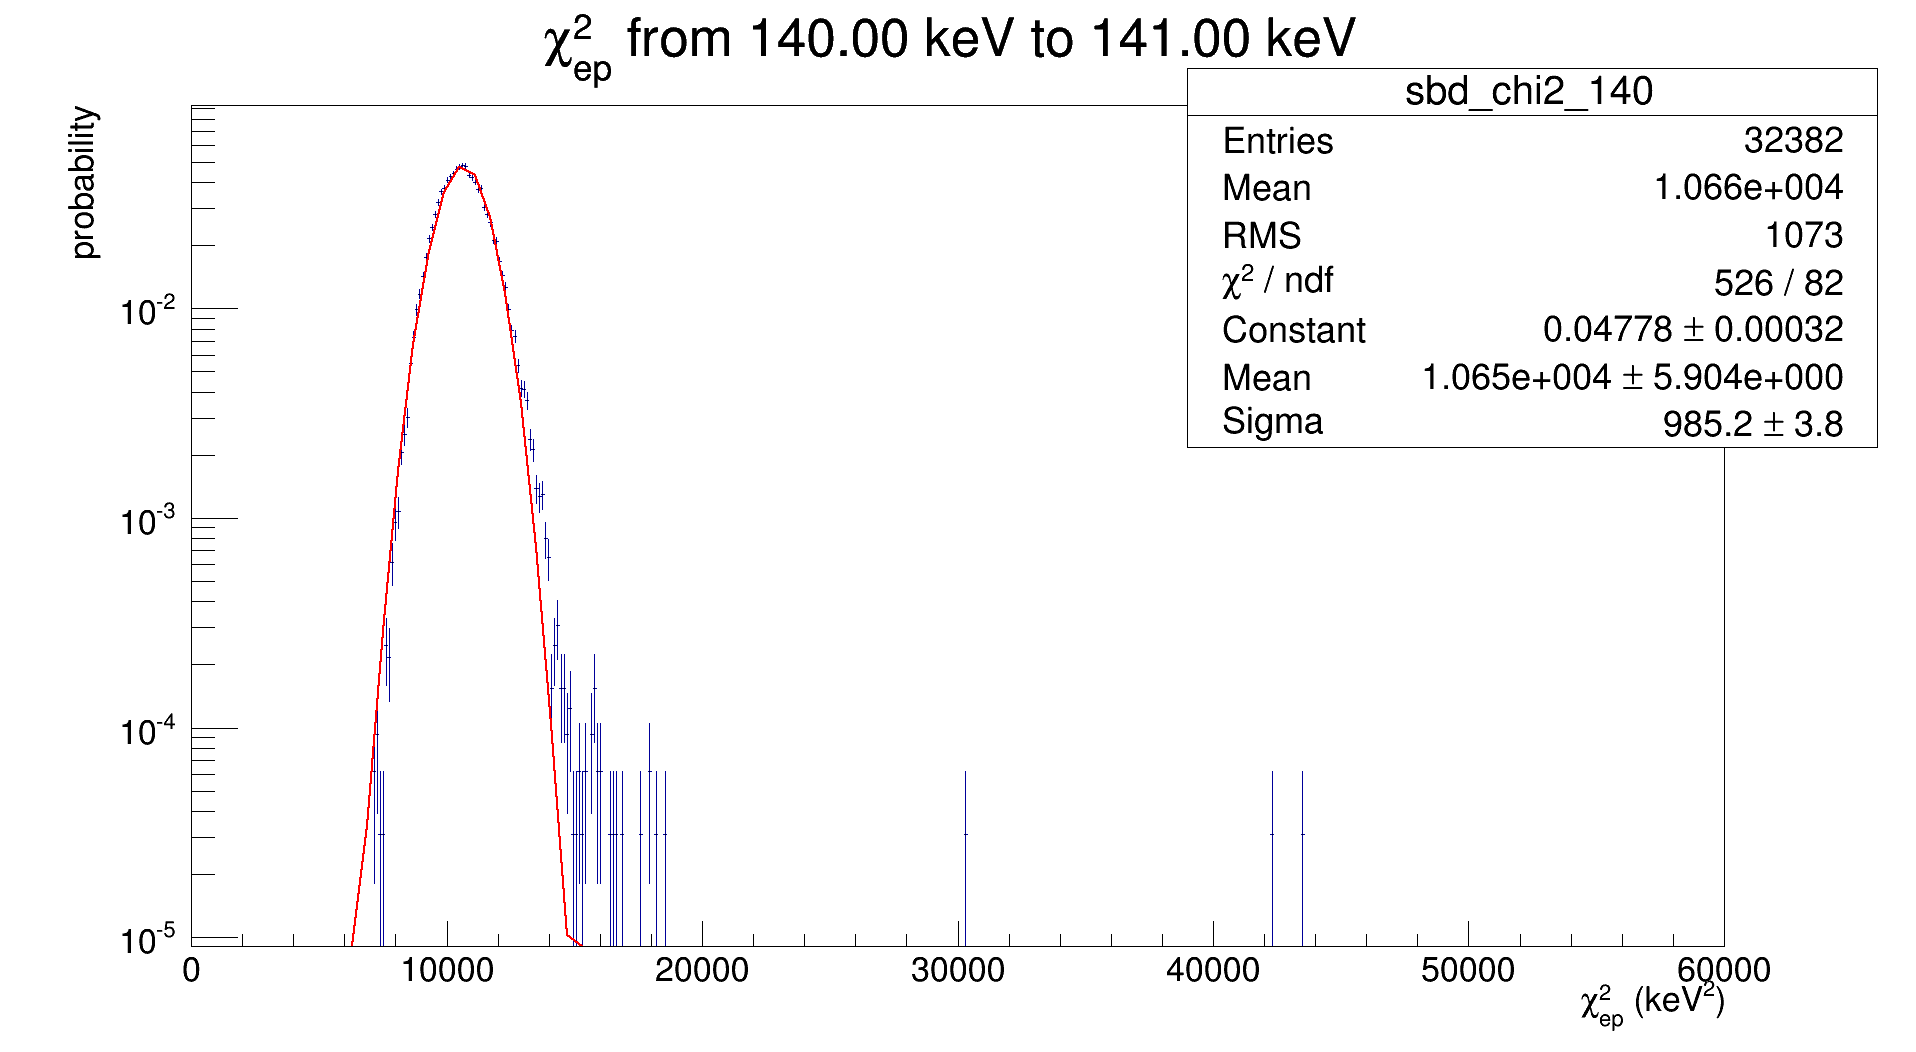 χ²ep from 140.00 keV to 141.00 keV
probability
sbd_chi2_140
Entries 32382
Mean 1.066e+004
RMS 1073
χ² / ndf 526 / 82
Constant 0.04778 ± 0.00032
Mean 1.065e+004 ± 5.904e+000
Sigma 985.2 ± 3.8
10⁻²
10⁻³
10⁻⁴
10⁻⁵
0 10000 20000 30000 40000 50000 60000
χ²ep (keV²)